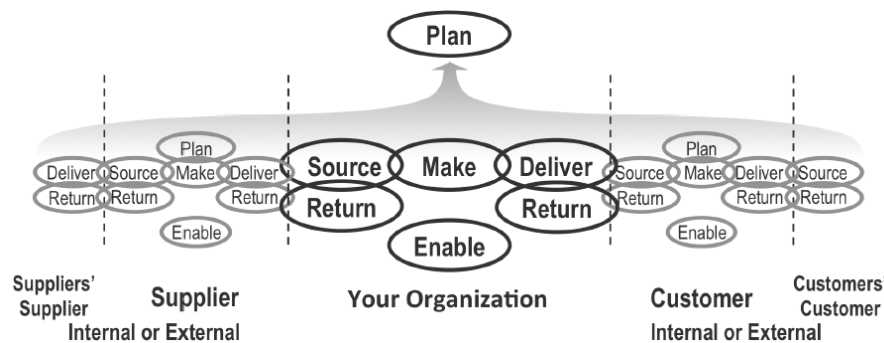 Plan
Plan
Plan
Deliver Source Make Deliver Source Make Deliver Source Make Deliver Source
Return Return Return Return Return Return Return Return
Enable Enable Enable
Suppliers' Supplier Your Organization Customer Customers'
Supplier Customer
Internal or External Internal or External